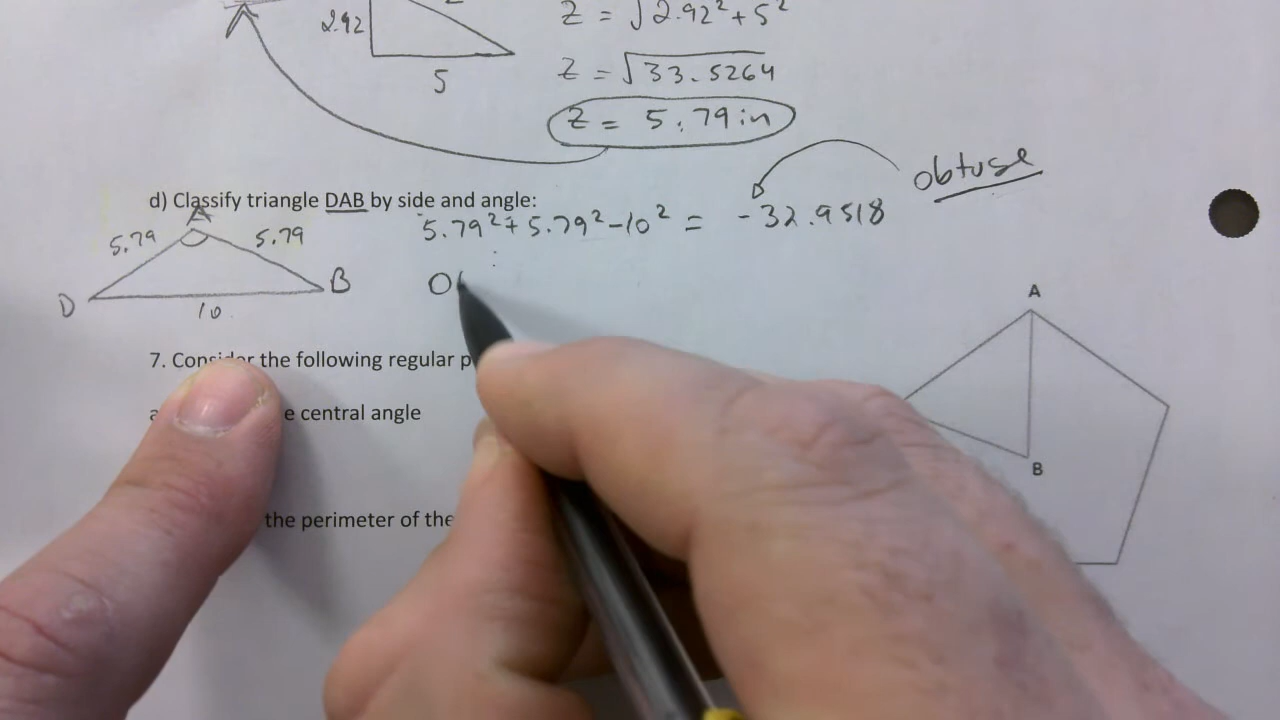 2.92
5
Z = √2.92² + 5²
Z = √33.5264
Z = 5.79 in
obtuse
d) Classify triangle DAB by side and angle:
5.79² + 5.79² - 10² = -32.9518
A
5.79 5.79
D B
10
7. Consider the following regular
e central angle
the perimeter of the
A
B